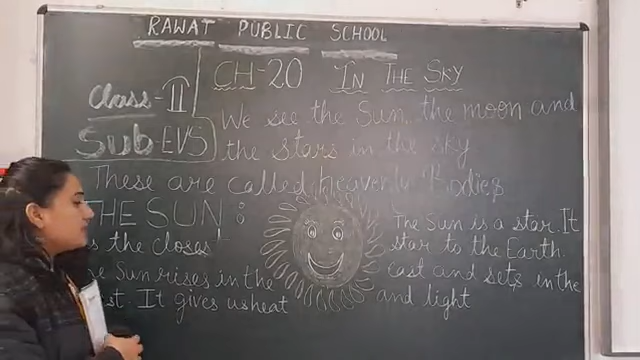 RAWAT PUBLIC SCHOOL
CH-20 IN THE SKY
Class-II
Sub-EVS
We see the Sun, the moon and
the stars in the sky
These are called heavenly Bodies
THE SUN :
The Sun is a star. It
is the closest star to the Earth.
Sun rises in the east and sets in the
It gives us heat and light